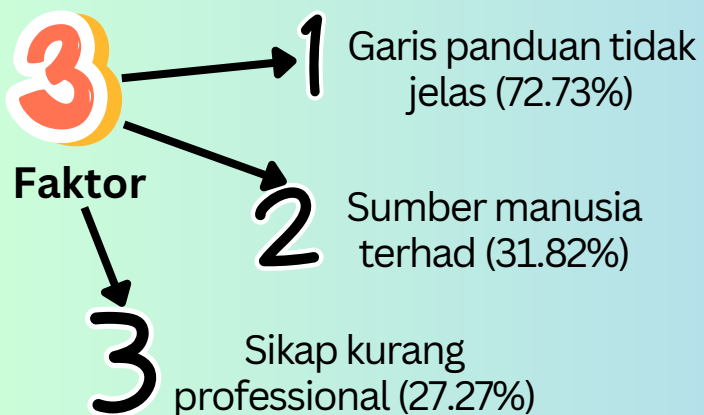 3
Faktor
1
Garis panduan tidak
jelas (72.73%)
2
Sumber manusia
terhad (31.82%)
3
Sikap kurang
professional (27.27%)